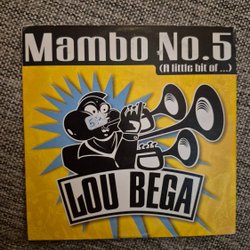 Mambo No.5
(A little bit of...)
LOU BEGA